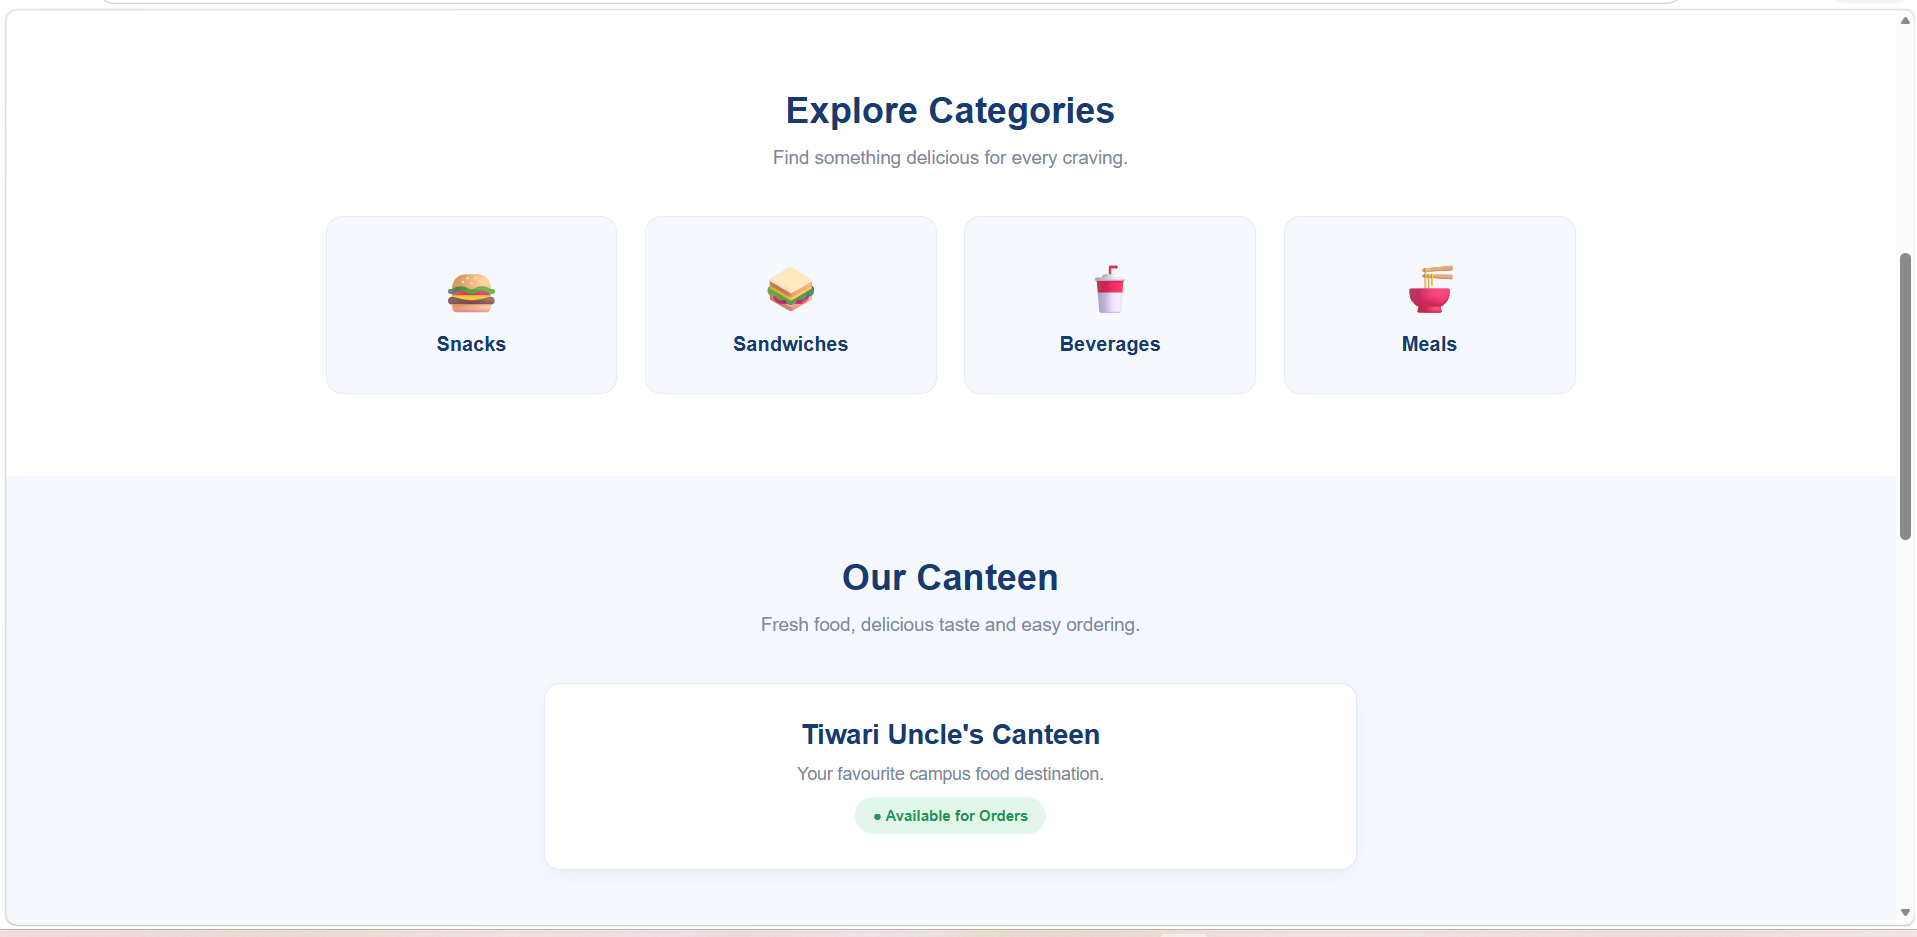 Explore Categories
Find something delicious for every craving.
Snacks
Sandwiches
Beverages
Meals
Our Canteen
Fresh food, delicious taste and easy ordering.
Tiwari Uncle's Canteen
Your favourite campus food destination.
● Available for Orders